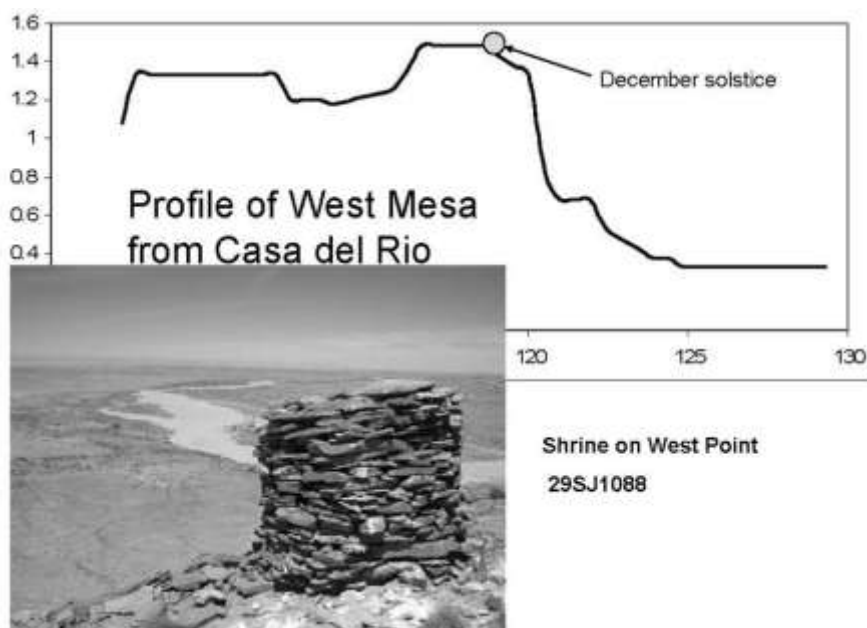 1.6
1.4
December solstice
1.2
1
0.8
Profile of West Mesa
0.6
from Casa del Rio
0.4
120
125
130
Shrine on West Point
29SJ1088